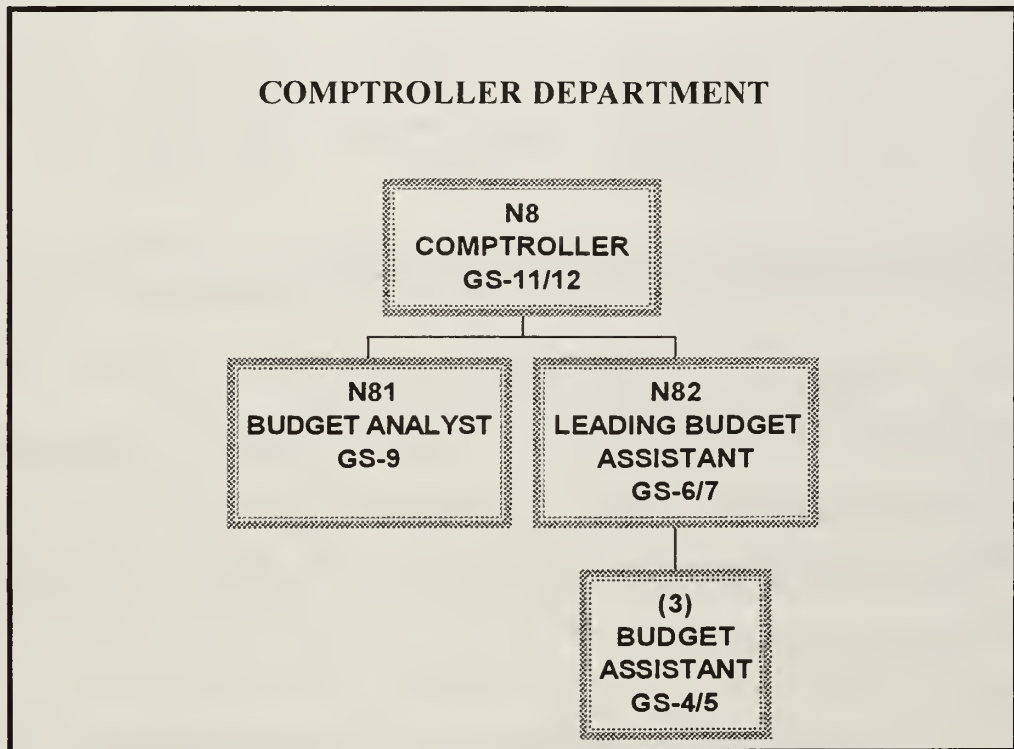 COMPTROLLER DEPARTMENT
N8
COMPTROLLER
GS-11/12
N81
BUDGET ANALYST
GS-9
N82
LEADING BUDGET
ASSISTANT
GS-6/7
(3)
BUDGET
ASSISTANT
GS-4/5